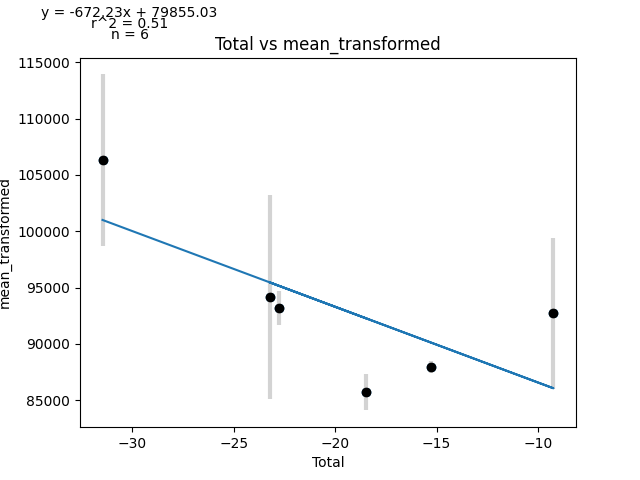 y = -672.23x + 79855.03
r^2 = 0.51
n = 6
Total vs mean_transformed
115000
110000
105000
100000
95000
90000
85000
mean_transformed
−30
−25
−20
−15
−10
Total